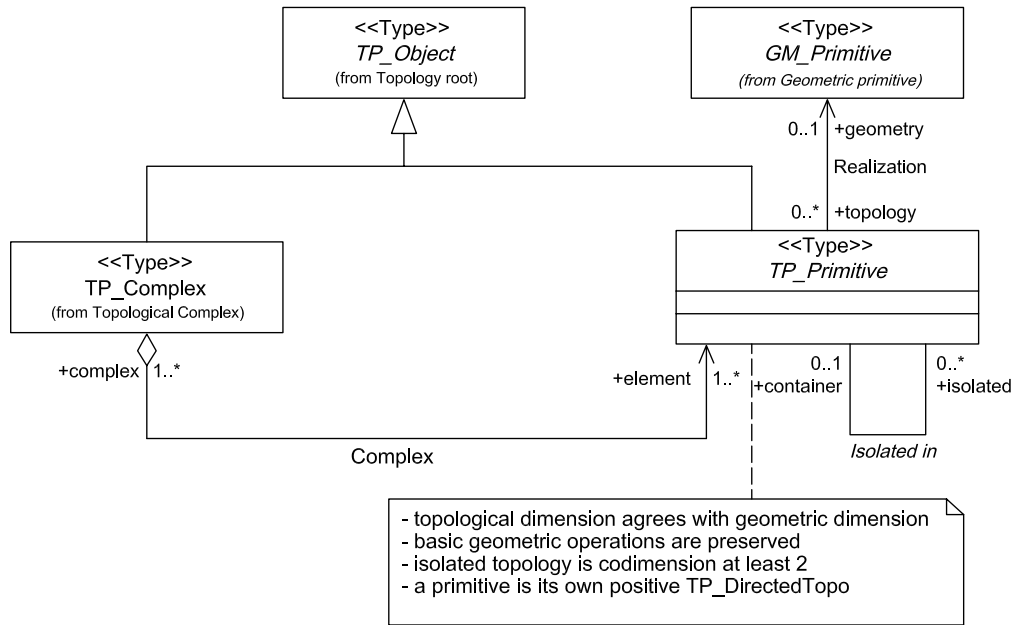 <<Type>>
TP_Object
(from Topology root)
<<Type>>
GM_Primitive
(from Geometric primitive)
0..1 +geometry
Realization
0..* +topology
<<Type>>
TP_Complex
(from Topological Complex)
<<Type>>
TP_Primitive
+complex 1..*
+element 1..*
+container 0..1
0..* +isolated
Isolated in
Complex
- topological dimension agrees with geometric dimension
- basic geometric operations are preserved
- isolated topology is codimension at least 2
- a primitive is its own positive TP_DirectedTopo